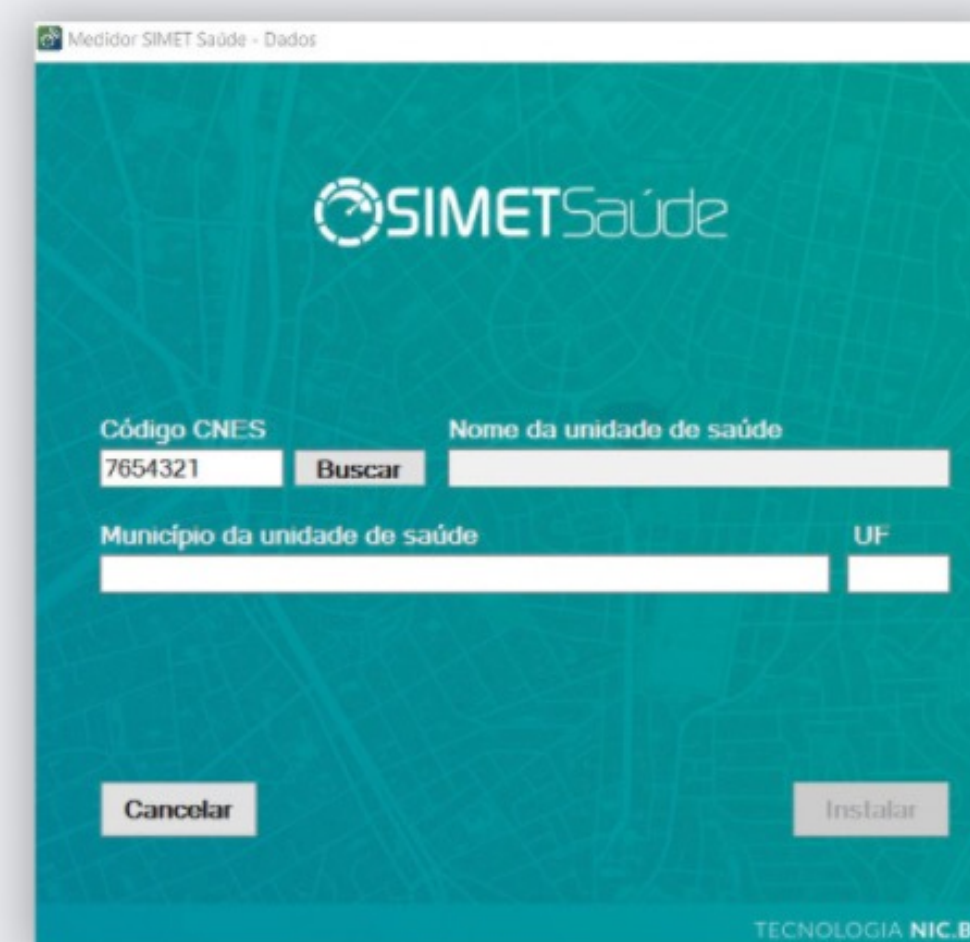 Medidor SIMET Saúde - Dados
SIMETSaúde
Código CNES
Nome da unidade de saúde
7654321
Buscar
Município da unidade de saúde
UF
Cancelar
Instalar
TECNOLOGIA NIC.B